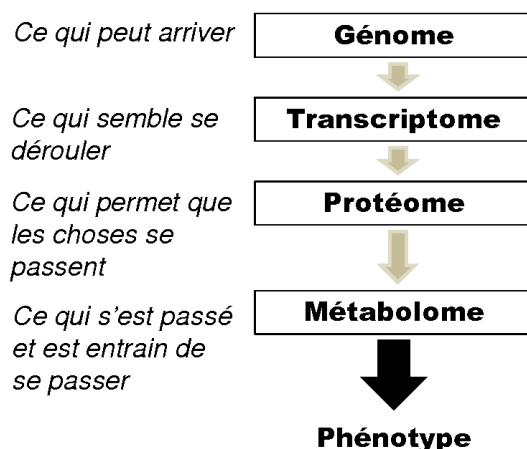 Ce qui peut arriver
Génome
Ce qui semble se
dérouler
Transcriptome
Ce qui permet que
les choses se
passent
Protéome
Ce qui s'est passé
et est entrain de
se passer
Métabolome
Phénotype